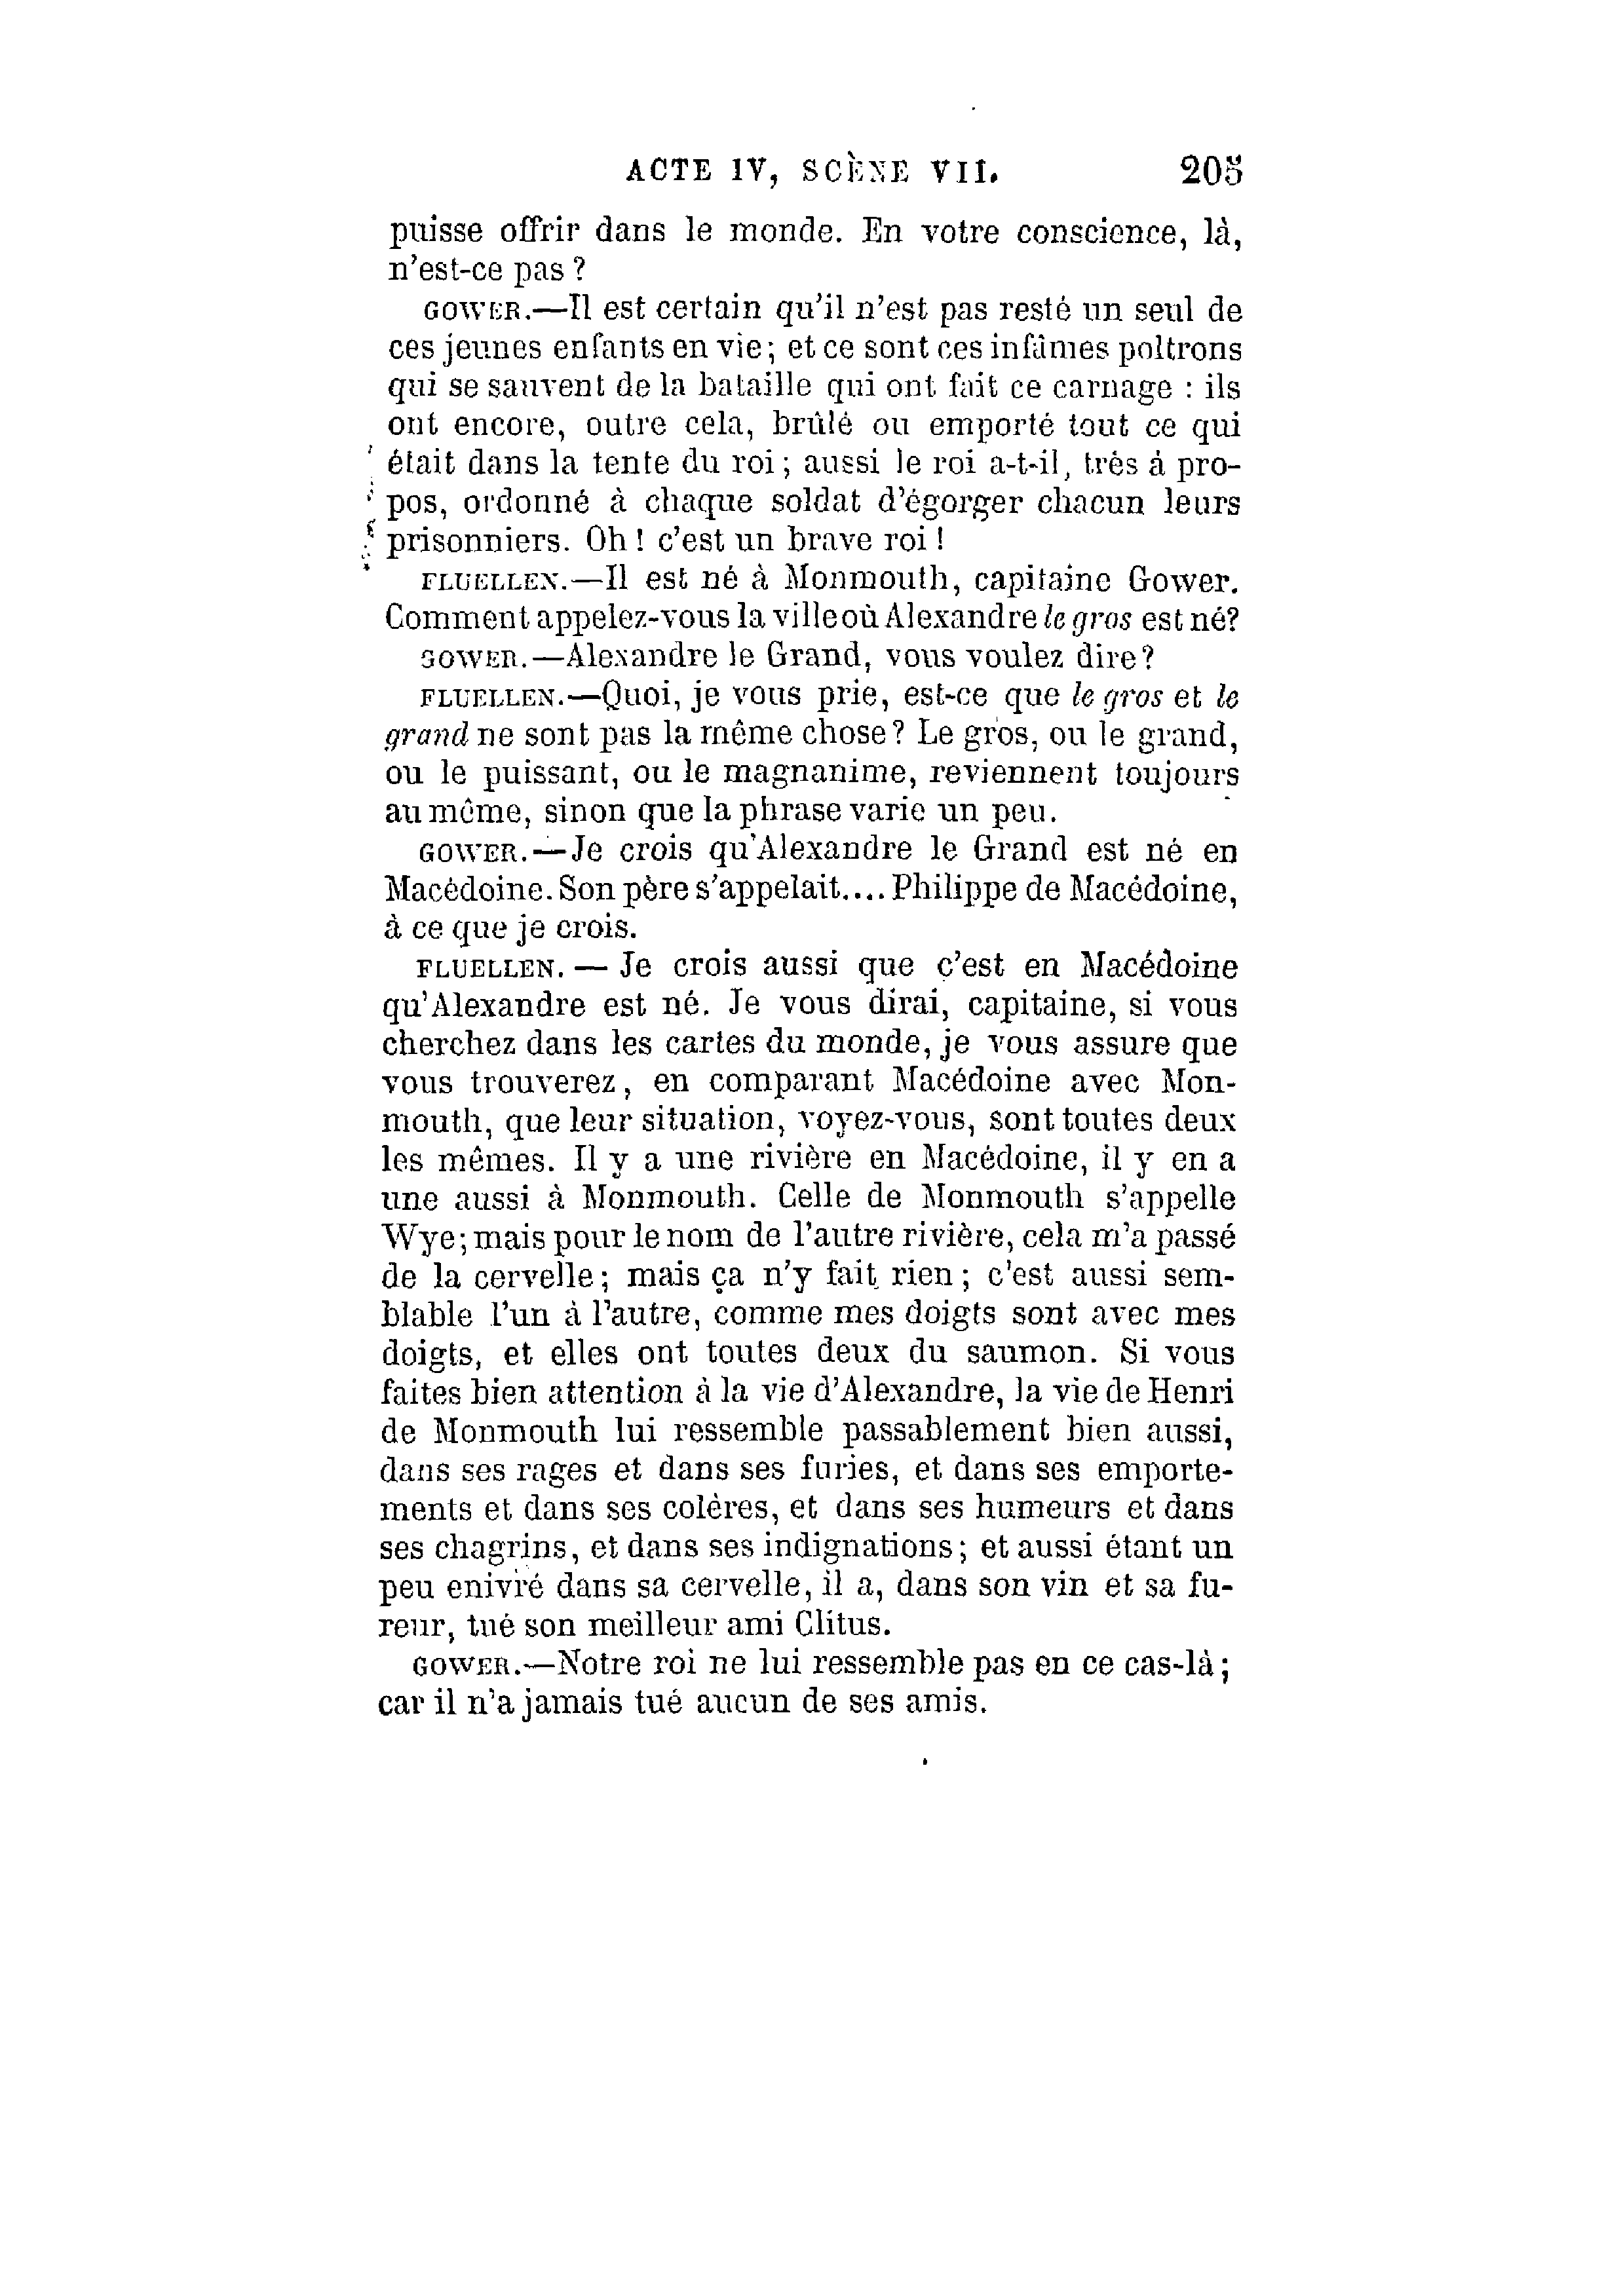 ACTE IV, SCÈNE VII. 205
puisse offrir dans le monde. En votre conscience, là,
n'est-ce pas ?
GOWER.—Il est certain qu'il n'est pas resté un seul de
ces jeunes enfants en vie; et ce sont ces infâmes poltrons
qui se sauvent de la bataille qui ont fait ce carnage : ils
ont encore, outre cela, brûlé ou emporté tout ce qui
était dans la tente du roi ; aussi le roi a-t-il, très à pro-
pos, ordonné à chaque soldat d'égorger chacun leurs
prisonniers. Oh ! c'est un brave roi !
FLUELLEN.—Il est né à Monmouth, capitaine Gower.
Comment appelez-vous la ville où Alexandre le gros est né?
GOWER.—Alexandre le Grand, vous voulez dire?
FLUELLEN.—Quoi, je vous prie, est-ce que le gros et le
grand ne sont pas la même chose? Le gros, ou le grand,
ou le puissant, ou le magnanime, reviennent toujours
au même, sinon que la phrase varie un peu.
GOWER.—Je crois qu'Alexandre le Grand est né en
Macédoine. Son père s'appelait.... Philippe de Macédoine,
à ce que je crois.
FLUELLEN. — Je crois aussi que c'est en Macédoine
qu'Alexandre est né. Je vous dirai, capitaine, si vous
cherchez dans les cartes du monde, je vous assure que
vous trouverez, en comparant Macédoine avec Mon-
mouth, que leur situation, voyez-vous, sont toutes deux
les mêmes. Il y a une rivière en Macédoine, il y en a
une aussi à Monmouth. Celle de Monmouth s'appelle
Wye; mais pour le nom de l'autre rivière, cela m'a passé
de la cervelle; mais ça n'y fait rien ; c'est aussi sem-
blable l'un à l'autre, comme mes doigts sont avec mes
doigts, et elles ont toutes deux du saumon. Si vous
faites bien attention à la vie d'Alexandre, la vie de Henri
de Monmouth lui ressemble passablement bien aussi,
dans ses rages et dans ses furies, et dans ses emporte-
ments et dans ses colères, et dans ses humeurs et dans
ses chagrins, et dans ses indignations; et aussi étant un
peu enivré dans sa cervelle, il a, dans son vin et sa fu-
reur, tué son meilleur ami Clitus.
GOWER.—Notre roi ne lui ressemble pas en ce cas-là;
car il n'a jamais tué aucun de ses amis.